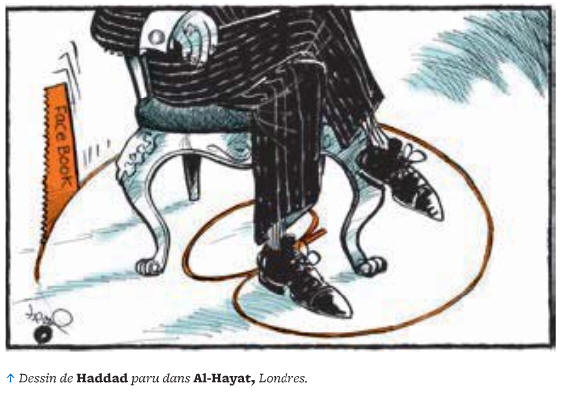 Face Book
↑ Dessin de Haddad paru dans Al-Hayat, Londres.